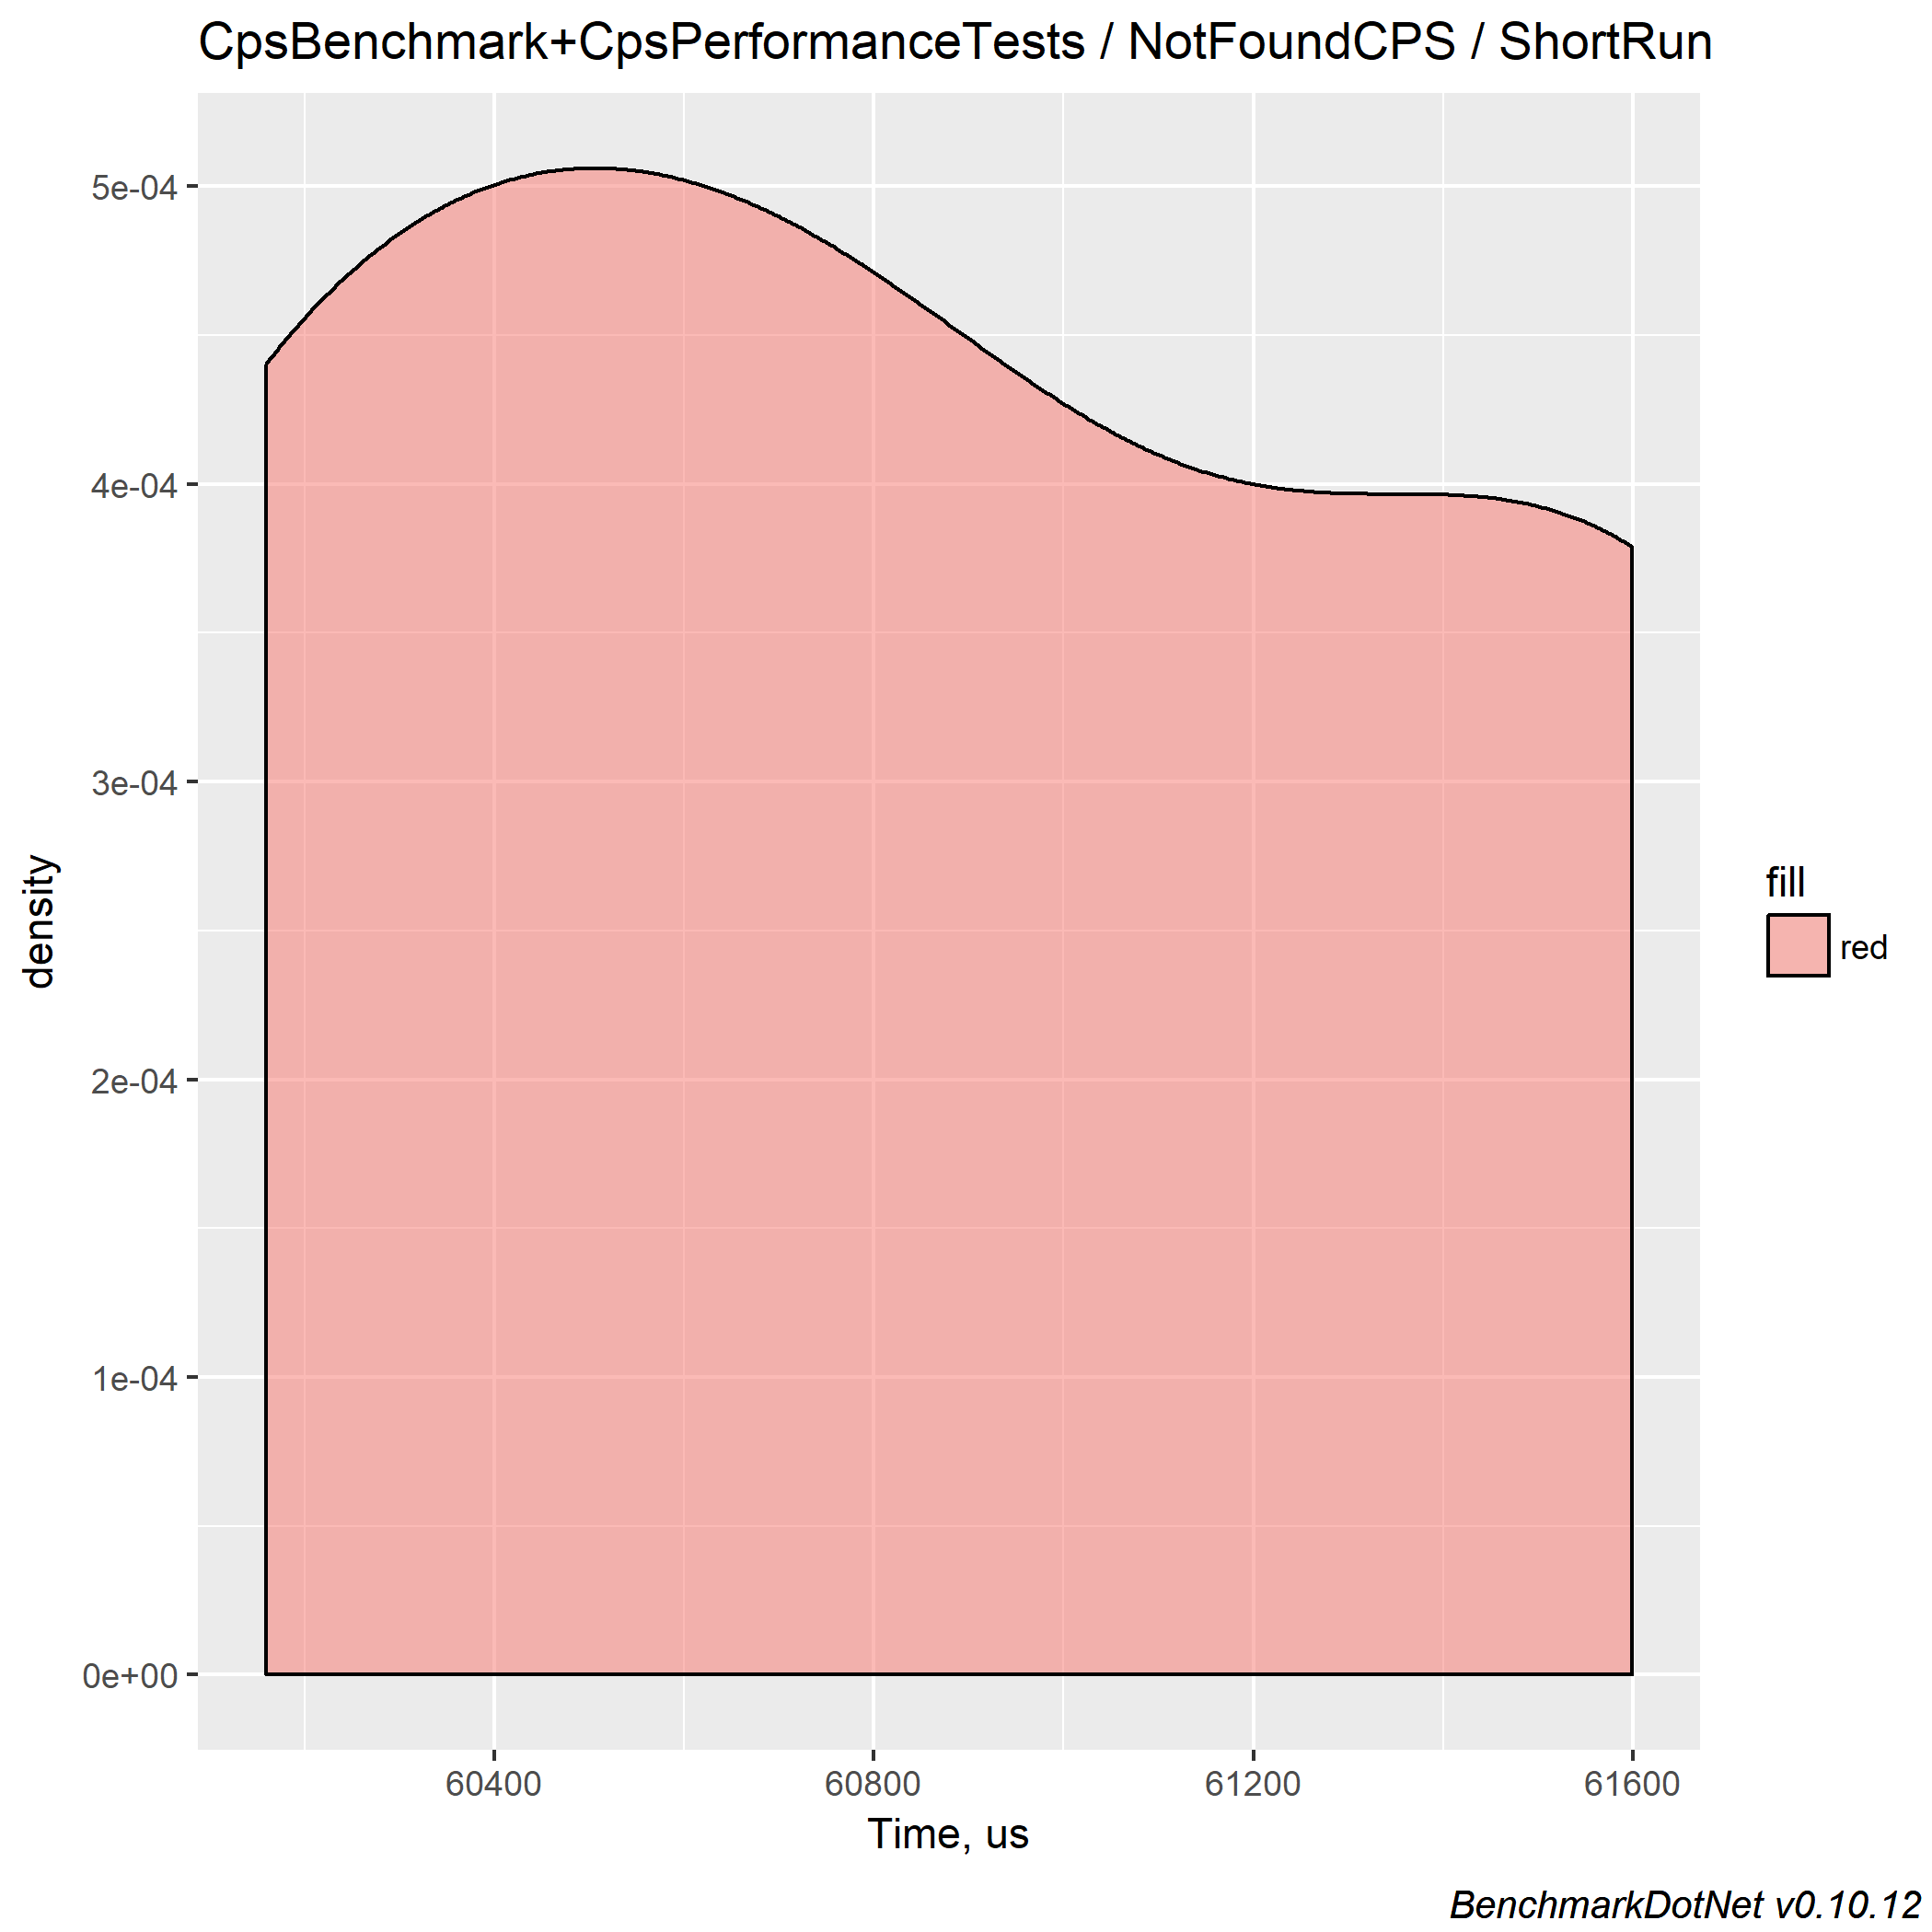 CpsBenchmark+CpsPerformanceTests / NotFoundCPS / ShortRun
5e-04
4e-04
3e-04
2e-04
1e-04
0e+00
density
60400 60800 61200 61600
Time, us
fill
red
BenchmarkDotNet v0.10.12